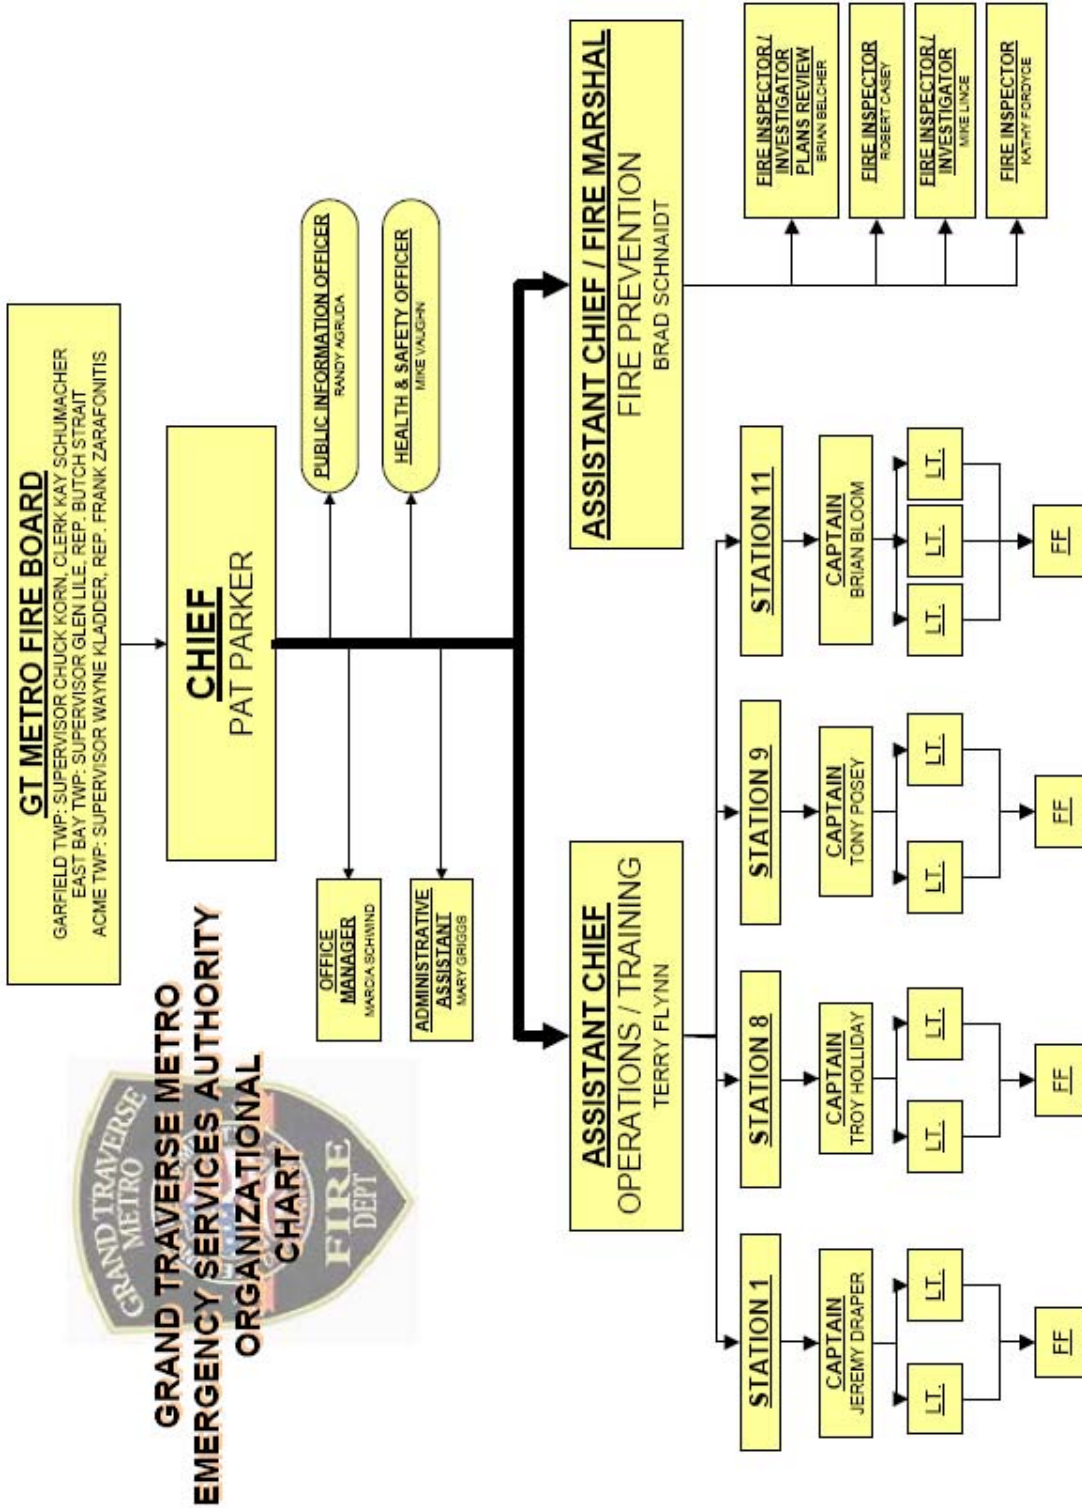 GRAND TRAVERSE
METRO
FIRE
DEPT
GRAND TRAVERSE METRO
EMERGENCY SERVICES AUTHORITY
ORGANIZATIONAL
CHART
GT METRO FIRE BOARD
GARFIELD TWP: SUPERVISOR CHUCK KORN, CLERK KAY SCHUMACHER
EAST BAY TWP: SUPERVISOR GLEN LILE, REP. BUTCH STRAIT
ACME TWP: SUPERVISOR WAYNE KLADDER, REP. FRANK ZARAFONITIS
CHIEF
PAT PARKER
OFFICE
MANAGER
MARCIA SCHWIND
PUBLIC INFORMATION OFFICER
RANDY AGRUDA
ADMINISTRATIVE
ASSISTANT
MARY GRIGGS
HEALTH & SAFETY OFFICER
MIKE VAUGHN
ASSISTANT CHIEF
OPERATIONS / TRAINING
TERRY FLYNN
ASSISTANT CHIEF / FIRE MARSHAL
FIRE PREVENTION
BRAD SCHNAIDT
STATION 1
CAPTAIN
JEREMY DRAPER
LT.
LT.
FF
STATION 8
CAPTAIN
TROY HOLLIDAY
LT.
LT.
FF
STATION 9
CAPTAIN
TONY POSEY
LT.
LT.
FF
STATION 11
CAPTAIN
BRIAN BLOOM
LT.
LT.
LT.
FF
FIRE INSPECTOR /
INVESTIGATOR
PLANS REVIEW
BRIAN BELCHER
FIRE INSPECTOR
ROBERT CASEY
FIRE INSPECTOR /
INVESTIGATOR
MIKE LINCE
FIRE INSPECTOR
KATHY FORDYCE